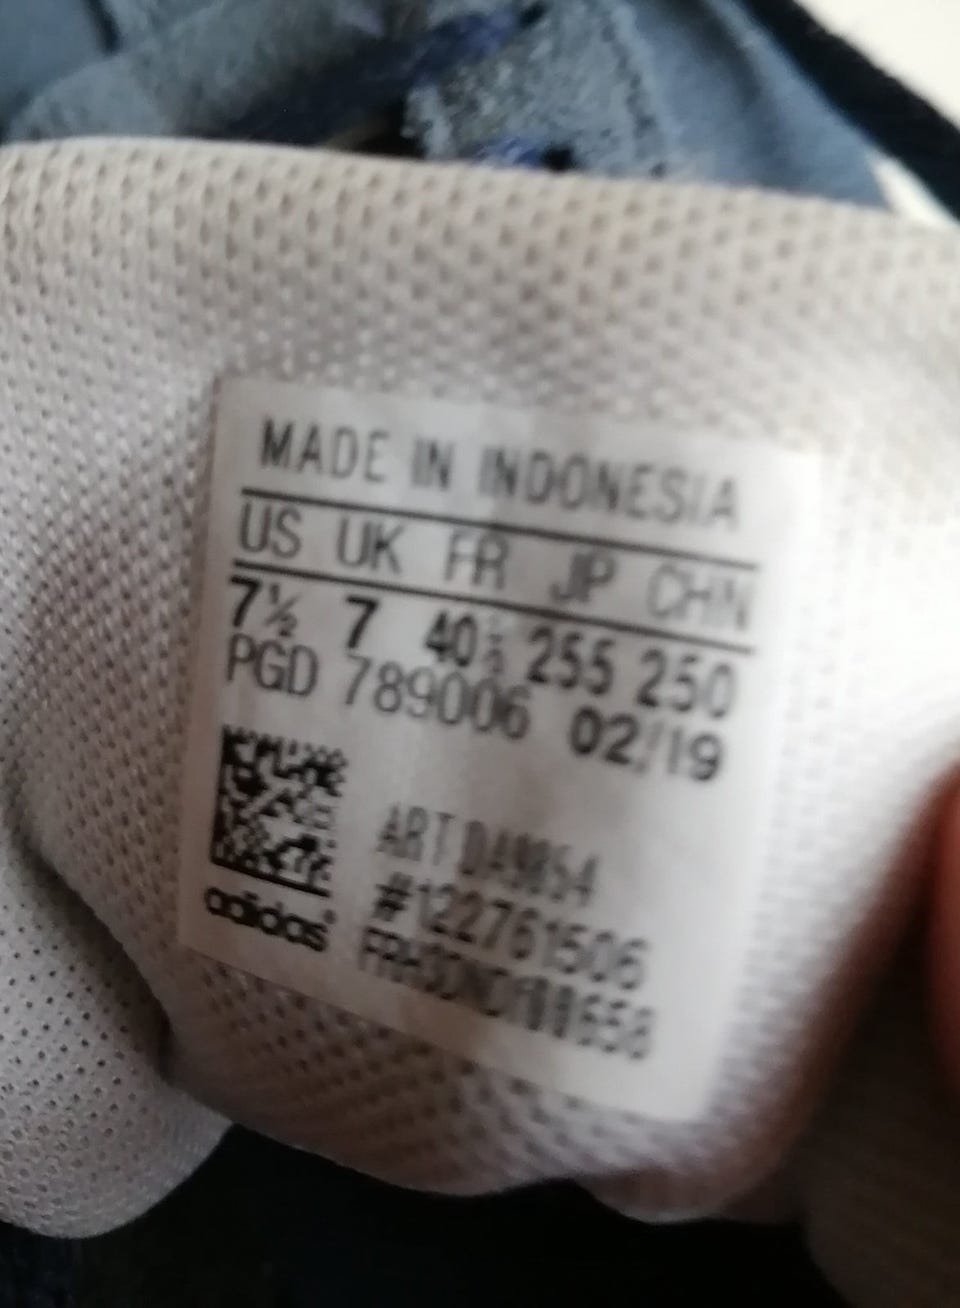 MADE IN INDONESIA
US UK FR JP CHN
7½ 7 40⅔ 255 250
PGD 789006 02/19
ART
#122761506
adidas